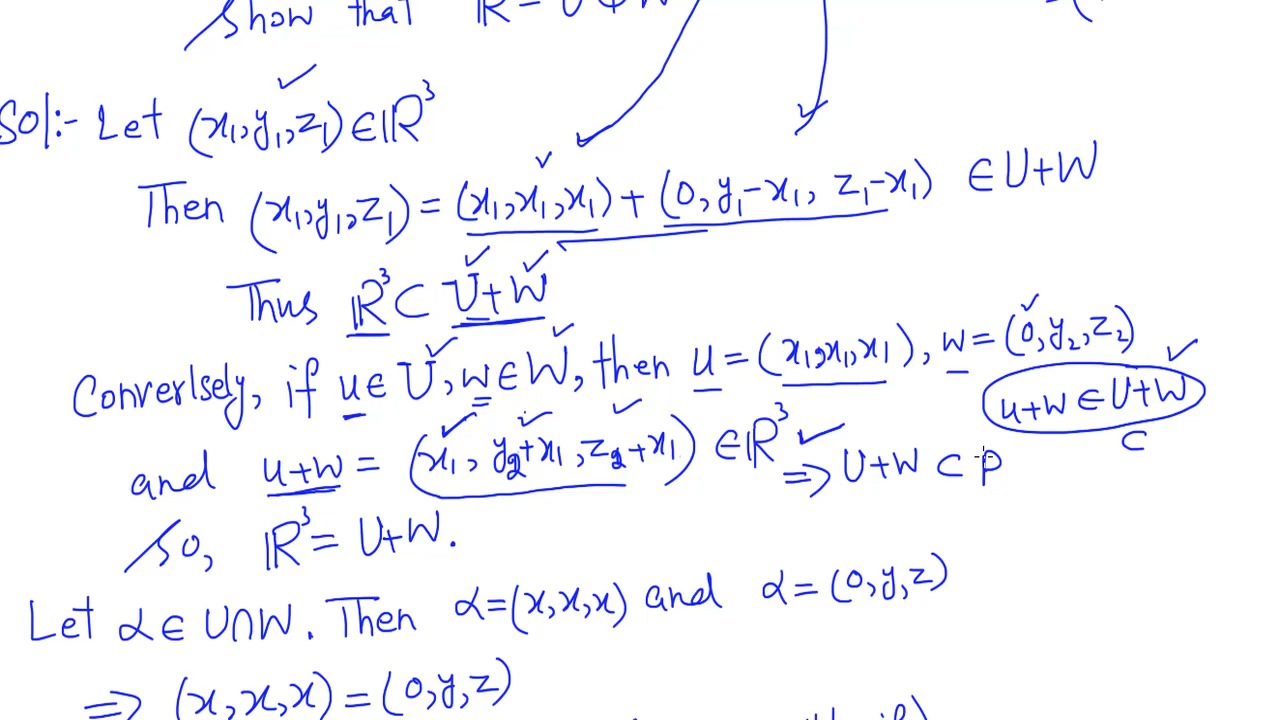 Show that ℝ = U ⊕ W
Sol:- Let (x₁,y₁,z₁)∈ℝ³
Then (x₁,y₁,z₁) = (x₁,x₁,x₁) + (0, y₁-x₁, z₁-x₁) ∈ U+W
Thus ℝ³ ⊂ U+W
Converlsely, if u∈U, w∈W, then u = (x₁,x₁,x₁), w = (0,y₂,z₂)
u+w ∈ U+W
⊂
and u+w = (x₁, y₂+x₁, z₂+x₁) ∈ℝ³ ⇒ U+W ⊂ P
So, ℝ³ = U+W.
Let α∈ U∩W. Then α=(x,x,x) and α = (0,y,z)
⇒ (x,x,x) = (0,y,z)